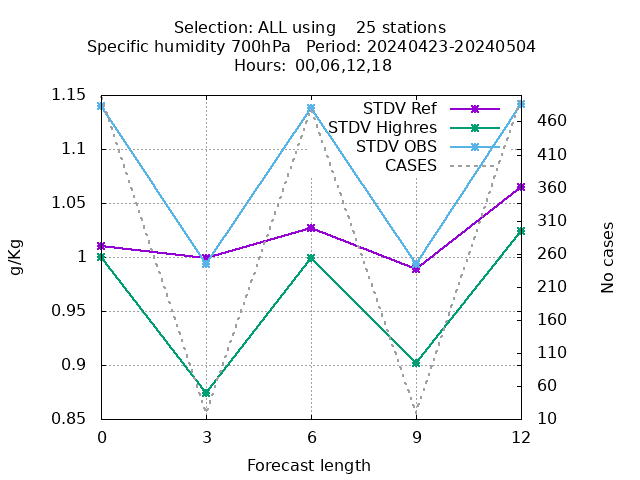 Selection: ALL using    25 stations
Specific humidity 700hPa   Period: 20240423-20240504
Hours:  00,06,12,18
STDV Ref
STDV Highres
STDV OBS
CASES
1.15
1.1
1.05
1
0.95
0.9
0.85
460
410
360
310
260
210
160
110
60
10
g/Kg
No cases
0 3 6 9 12
Forecast length